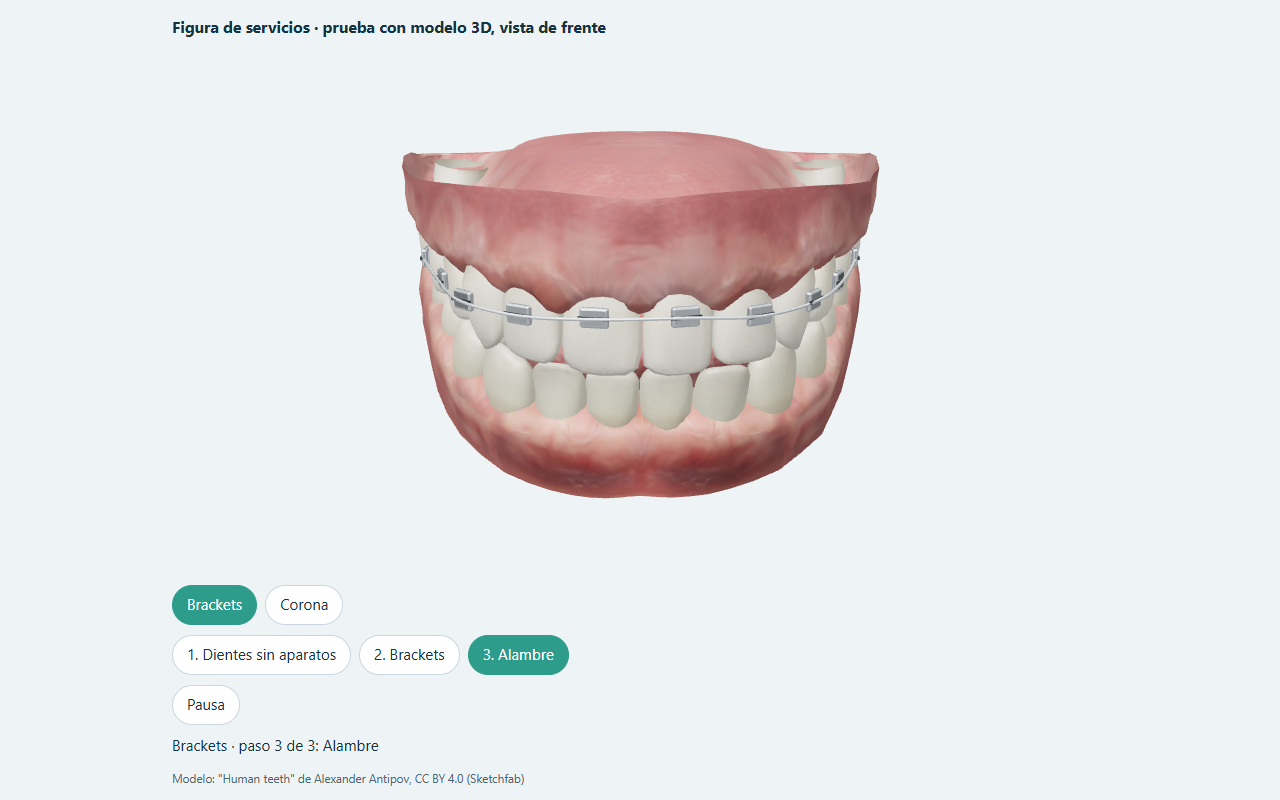 Figura de servicios · prueba con modelo 3D, vista de frente
Brackets
Corona
1. Dientes sin aparatos
2. Brackets
3. Alambre
Pausa
Brackets · paso 3 de 3: Alambre
Modelo: "Human teeth" de Alexander Antipov, CC BY 4.0 (Sketchfab)